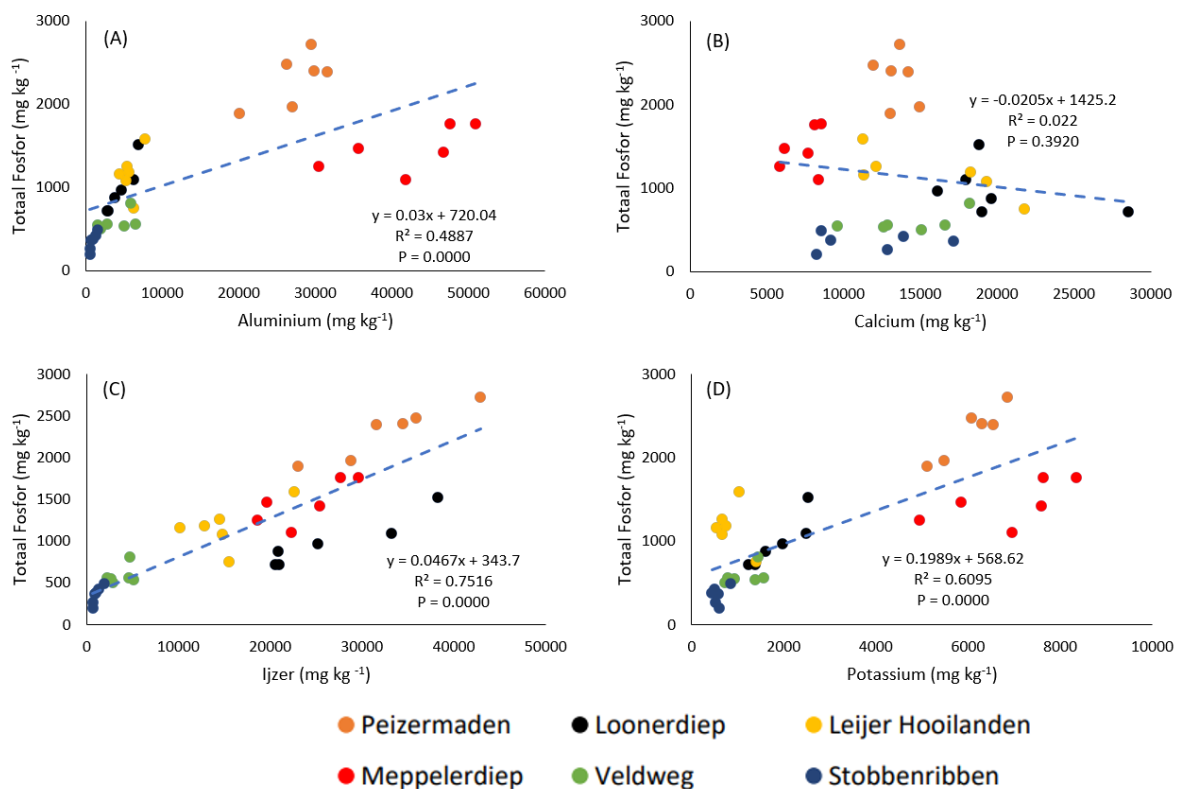 (A)
Totaal Fosfor (mg kg⁻¹)
3000
2000
1000
0
y = 0.03x + 720.04
R² = 0.4887
P = 0.0000
0 10000 20000 30000 40000 50000 60000
Aluminium (mg kg⁻¹)
(B)
Totaal Fosfor (mg kg⁻¹)
3000
2000
1000
0
y = -0.0205x + 1425.2
R² = 0.022
P = 0.3920
0 5000 10000 15000 20000 25000 30000
Calcium (mg kg⁻¹)
(C)
Totaal Fosfor (mg kg⁻¹)
3000
2500
2000
1500
1000
500
0
y = 0.0467x + 343.7
R² = 0.7516
P = 0.0000
0 10000 20000 30000 40000 50000
Ijzer (mg kg ⁻¹)
(D)
Totaal Fosfor (mg kg⁻¹)
3000
2500
2000
1500
1000
500
0
y = 0.1989x + 568.62
R² = 0.6095
P = 0.0000
0 2000 4000 6000 8000 10000
Potassium (mg kg⁻¹)
Peizermaden Loonerdiep Leijer Hooilanden
Meppelerdiep Veldweg Stobbenribben